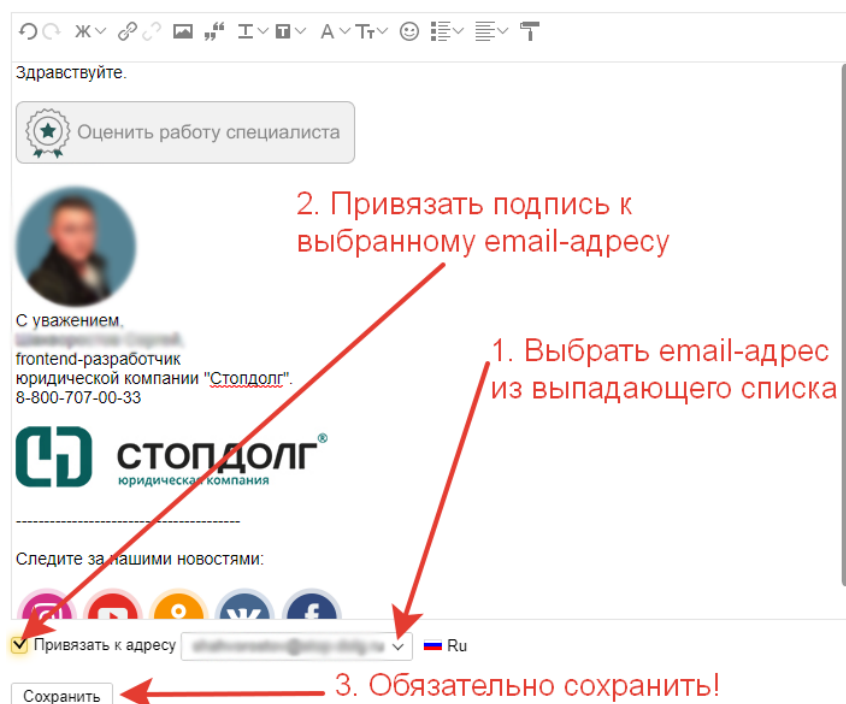 Здравствуйте.
Оценить работу специалиста
2. Привязать подпись к
выбранному email-адресу
С уважением,
frontend-разработчик
юридической компании "Стопдолг".
8-800-707-00-33
1. Выбрать email-адрес
из выпадающего списка
СТОПДОЛГ®
юридическая компания
-----------------------------------------
Следите за нашими новостями:
Привязать к адресу
Ru
Сохранить
3. Обязательно сохранить!